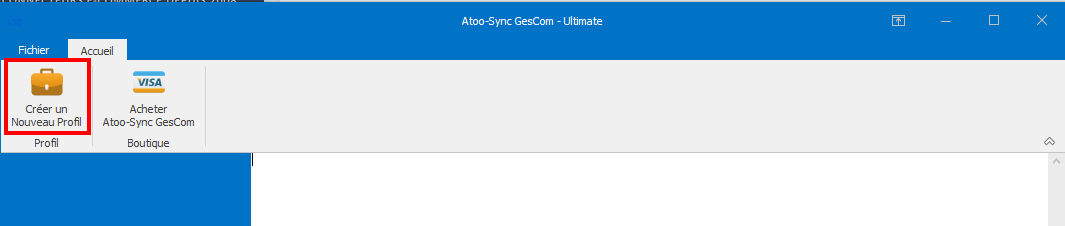 Atoo-Sync GesCom - Ultimate
Fichier
Accueil
Créer un
Nouveau Profil
VISA
Acheter
Atoo-Sync GesCom
Profil
Boutique